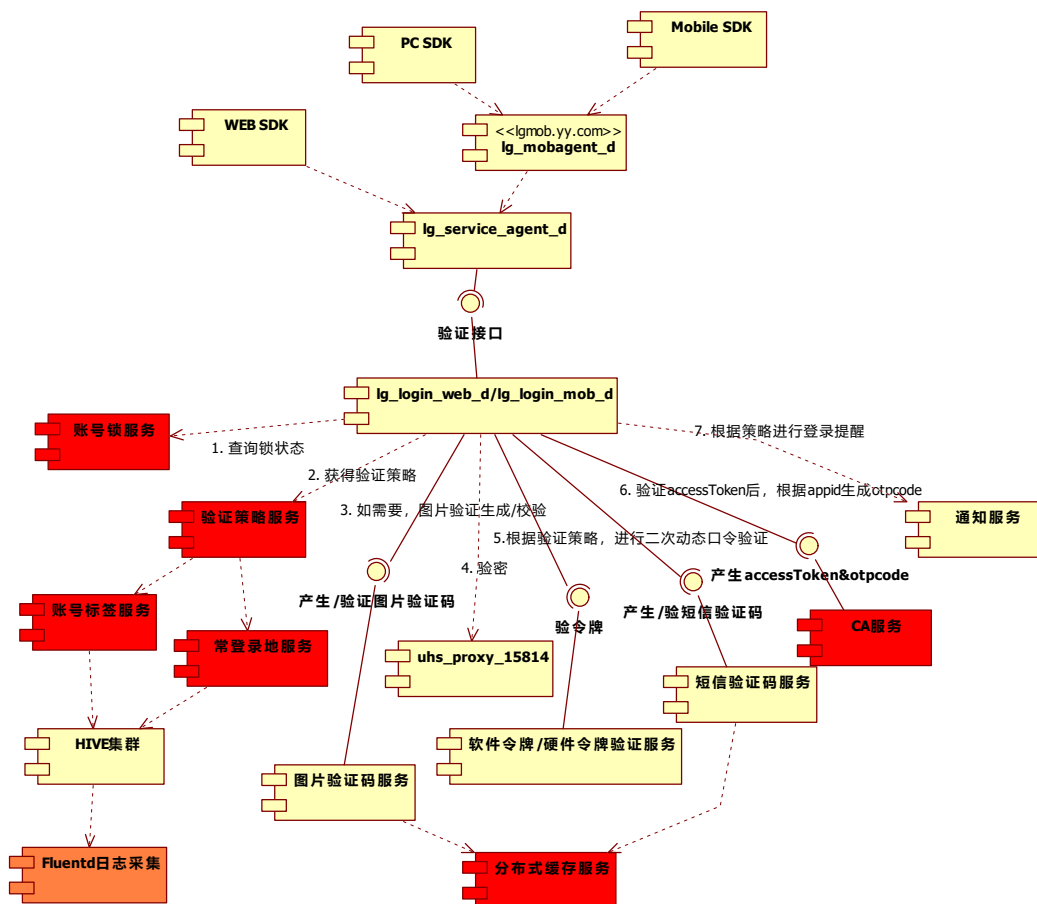 Mobile SDK
PC SDK
WEB SDK
<<lgmob.yy.com>>
lg_mobagent_d
lg_service_agent_d
验证接口
lg_login_web_d/lg_login_mob_d
账号锁服务
7. 根据策略进行登录提醒
1. 查询锁状态
2. 获得验证策略
6. 验证accessToken后，根据appid生成otpcode
验证策略服务
3. 如需要，图片验证生成/校验
通知服务
5.根据验证策略，进行二次动态口令验证
4. 验密
产生accessToken&otpcode
产生/验证图片验证码
账号标签服务
产生/验短信验证码
验令牌
CA服务
常登录地服务
uhs_proxy_15814
短信验证码服务
HIVE集群
软件令牌/硬件令牌验证服务
图片验证码服务
Fluentd日志采集
分布式缓存服务